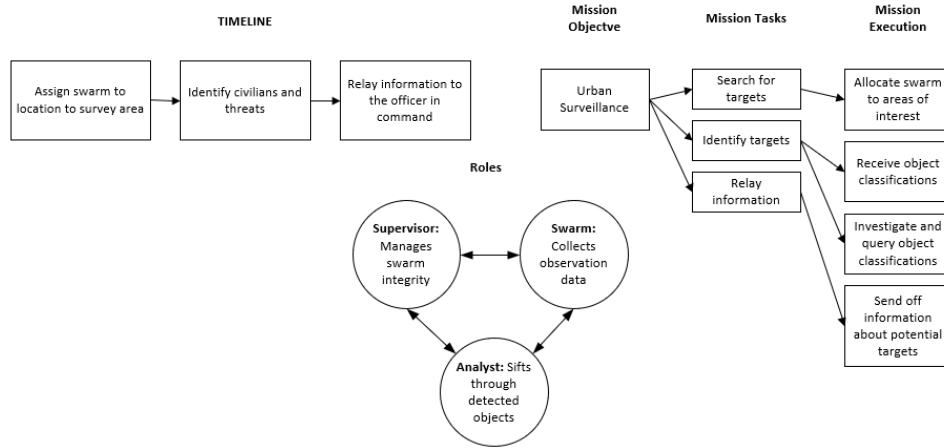 TIMELINE
Assign swarm to
location to survey area
Identify civilians and
threats
Relay information to
the officer in
command
Mission
Objectve
Mission Tasks
Mission
Execution
Urban
Surveillance
Search for
targets
Identify targets
Relay
information
Allocate swarm
to areas of
interest
Receive object
classifications
Investigate and
query object
classifications
Send off
information
about potential
targets
Roles
Supervisor:
Manages
swarm
integrity
Swarm:
Collects
observation
data
Analyst: Sifts
through
detected
objects